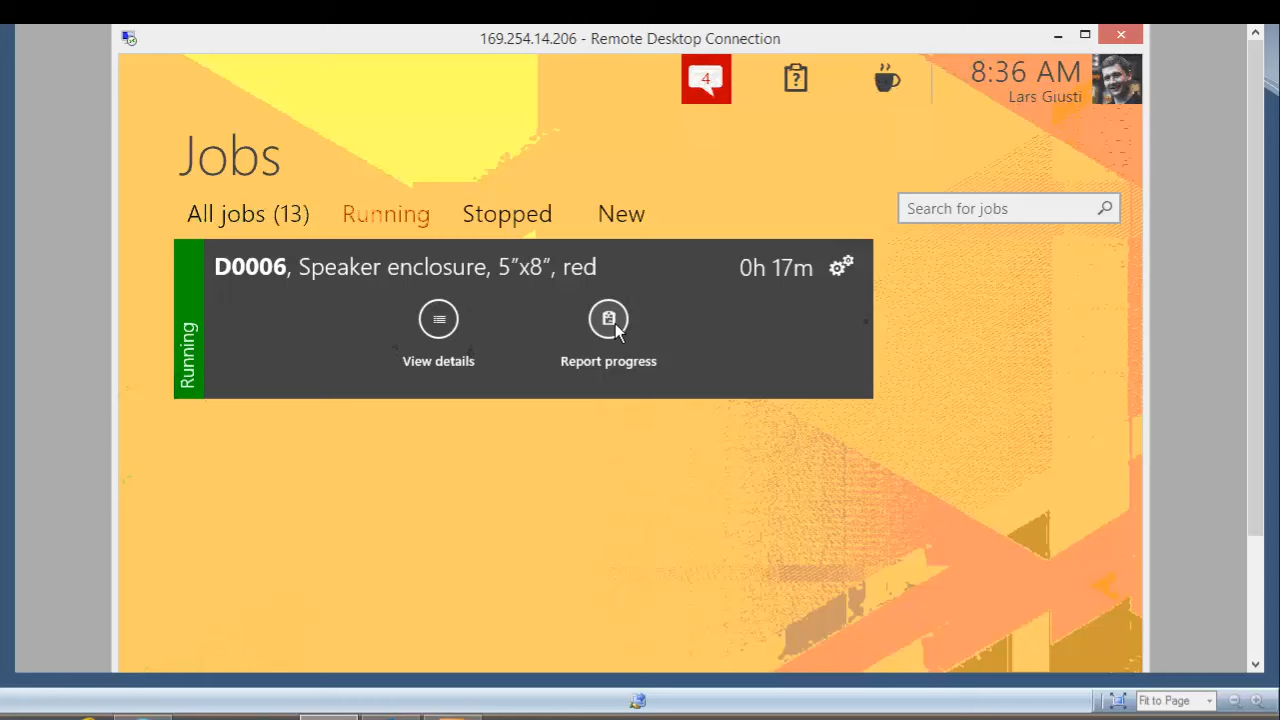 169.254.14.206 - Remote Desktop Connection
4
8:36 AM
Lars Giusti
Jobs
All jobs (13) Running Stopped New
Search for jobs
D0006, Speaker enclosure, 5”x8”, red 0h 17m
Running
View details Report progress
Fit to Page